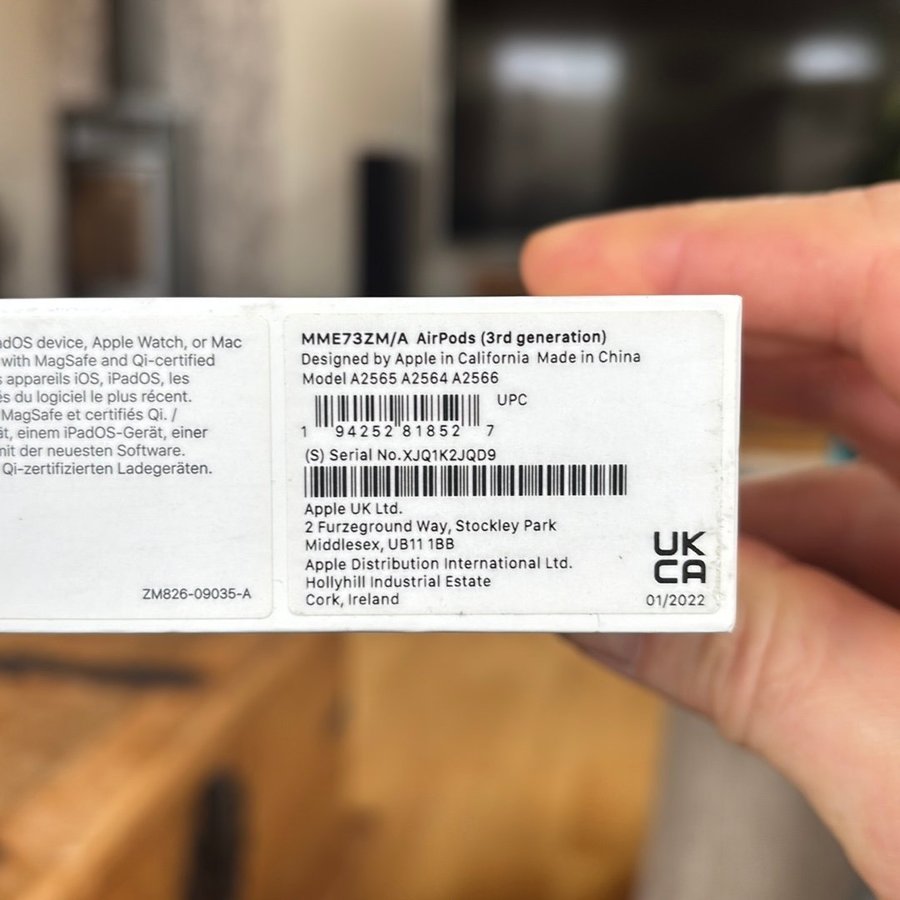 adOS device, Apple Watch, or Mac
with MagSafe and Qi-certified
s appareils iOS, iPadOS, les
és du logiciel le plus récent.
MagSafe et certifiés Qi. /
ät, einem iPadOS-Gerät, einer
mit der neuesten Software.
Qi-zertifizierten Ladegeräten.
ZM826-09035-A
MME73ZM/A AirPods (3rd generation)
Designed by Apple in California Made in China
Model A2565 A2564 A2566
UPC
1 94252 81852 7
(S) Serial No.XJQ1K2JQD9
Apple UK Ltd.
2 Furzeground Way, Stockley Park
Middlesex, UB11 1BB
Apple Distribution International Ltd.
Hollyhill Industrial Estate
Cork, Ireland
UK
CA
01/2022